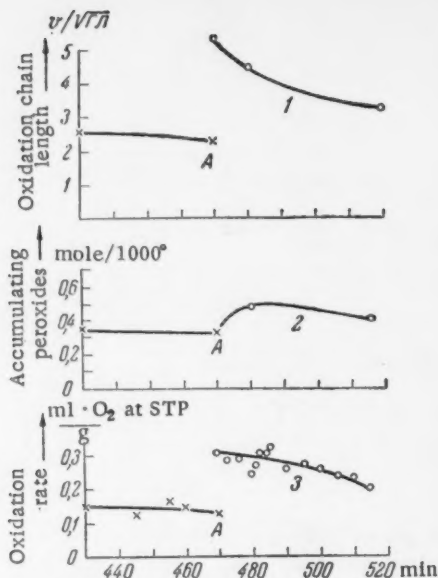 v/√rл
Oxidation chain
length
5
4
3
2
1
1
A
mole/1000°
Accumulating
peroxides
0,6
0,4
0,2
0
2
A
ml · O₂ at STP
g
Oxidation
rate
0,3
0,2
0,1
0
3
A
440 460 480 500 520 min